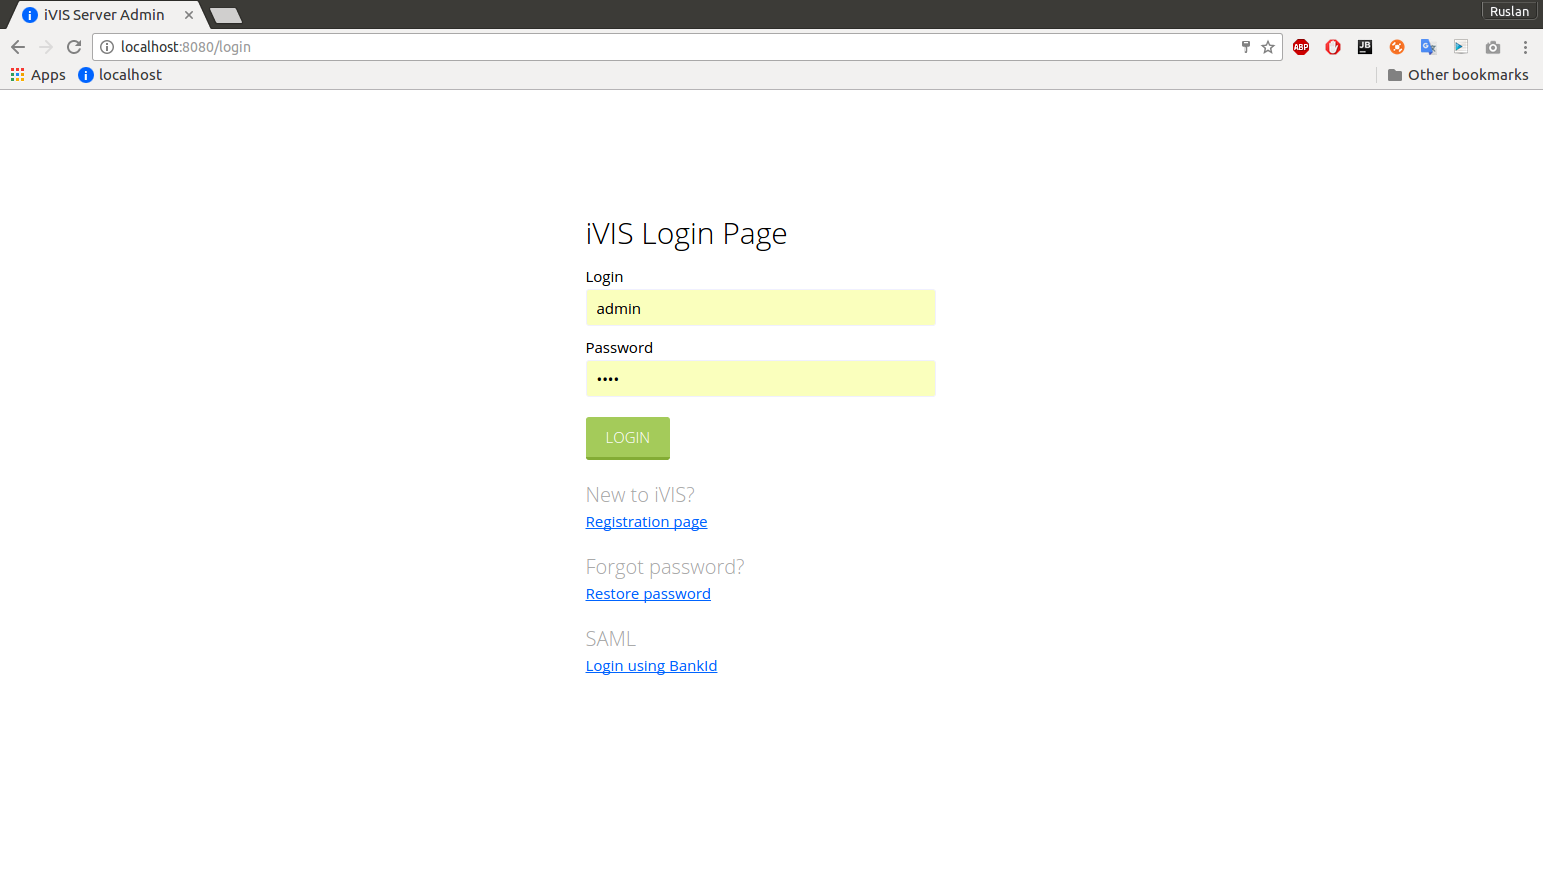 iVIS Server Admin
Ruslan
localhost:8080/login
ABP
JB
G
Apps
localhost
Other bookmarks
iVIS Login Page
Login
admin
Password
••••
LOGIN
New to iVIS?
Registration page
Forgot password?
Restore password
SAML
Login using BankId